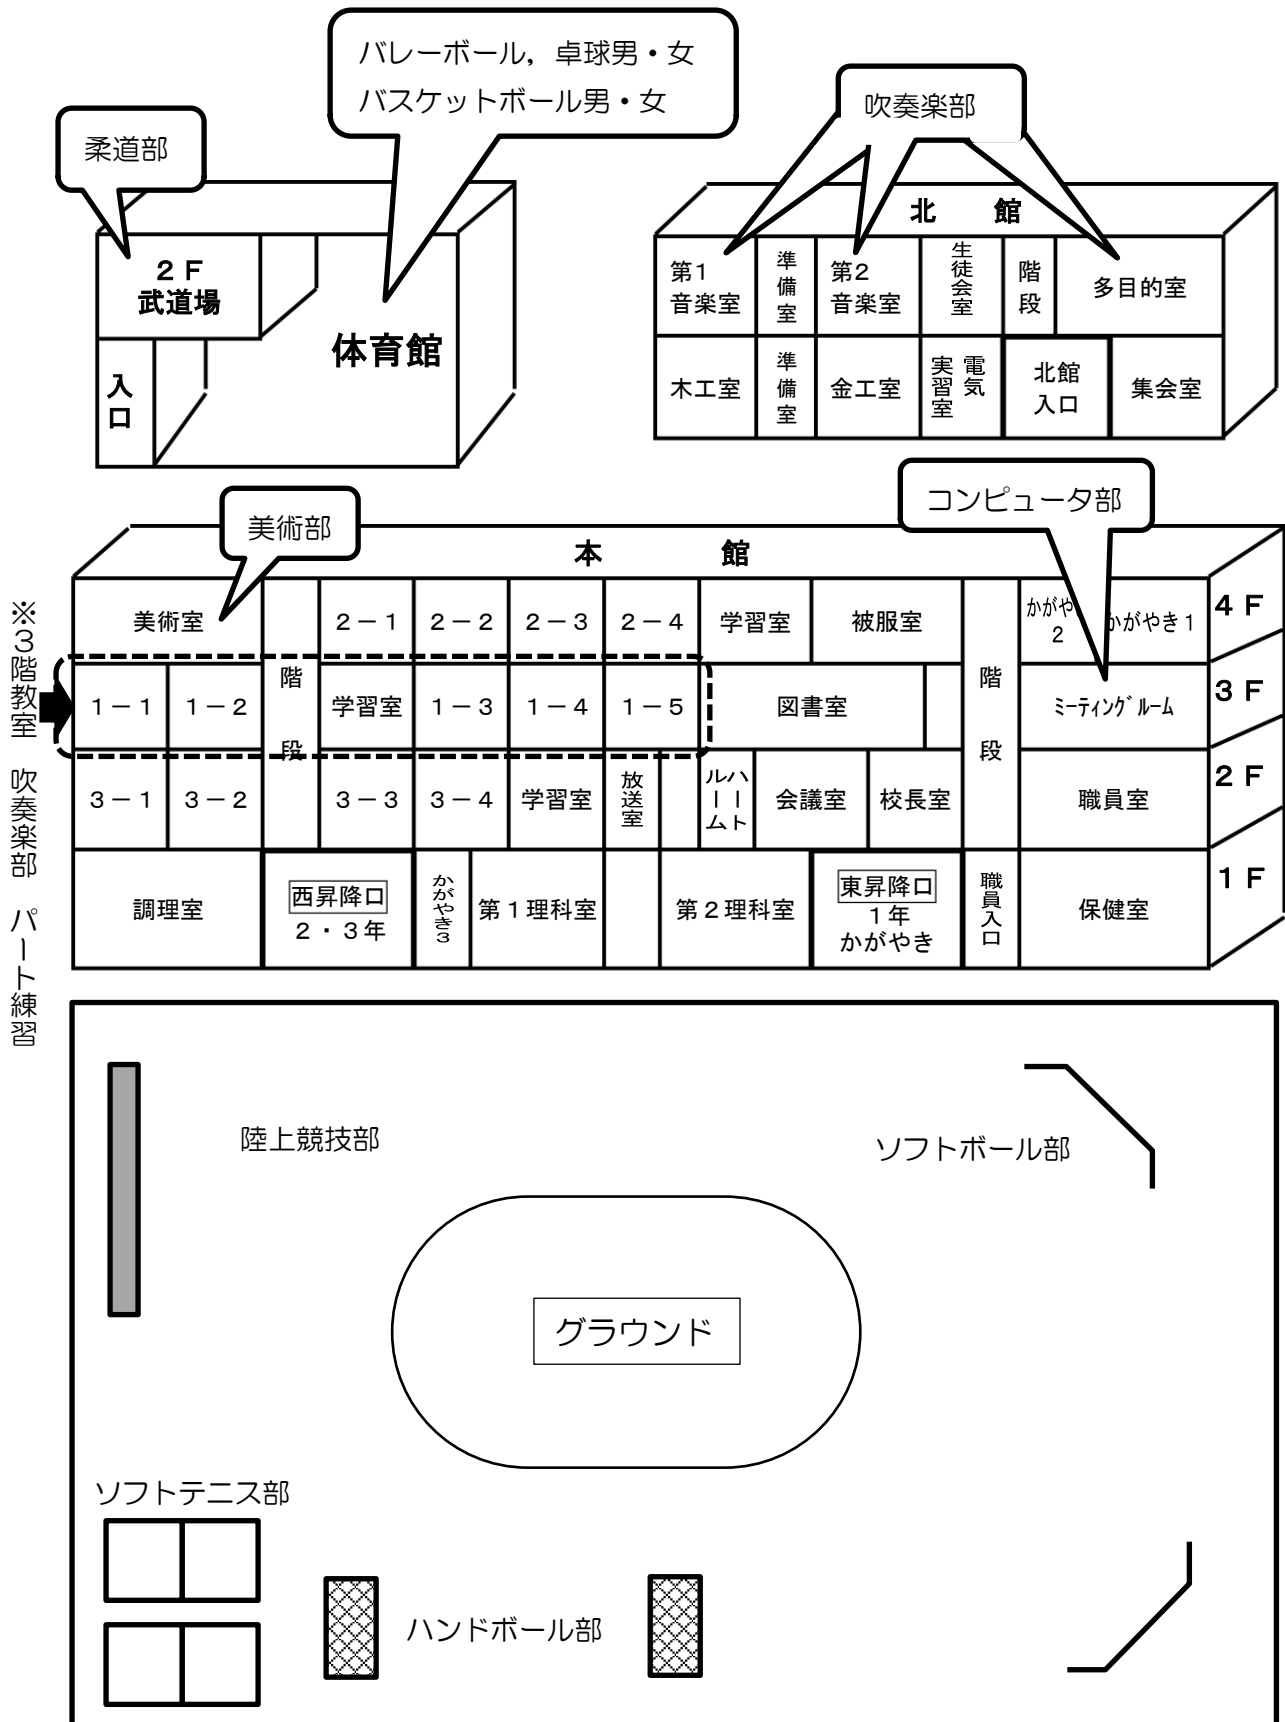 バレーボール，卓球男・女
バスケットボール男・女
柔道部
吹奏楽部
２Ｆ
武道場
体育館
入口
北　館
第1
音楽室
準備室
第2
音楽室
生徒会室
階段
多目的室
木工室
準備室
金工室
電気
実習室
北館
入口
集会室
美術部
コンピュータ部
本　館
※３階教室　吹奏楽部　パート練習
美術室
２－１
２－２
２－３
２－４
学習室
被服室
かがや
2
かがやき１
４Ｆ
１－１
１－２
階段
学習室
１－３
１－４
１－５
図書室
階段
ミーティングルーム
３Ｆ
３－１
３－２
３－３
３－４
学習室
放送室
ハート
ルーム
会議室
校長室
職員室
２Ｆ
調理室
西昇降口
２・３年
かがやき３
第１理科室
第２理科室
東昇降口
１年
かがやき
職員入口
保健室
１Ｆ
陸上競技部
ソフトボール部
グラウンド
ソフトテニス部
ハンドボール部